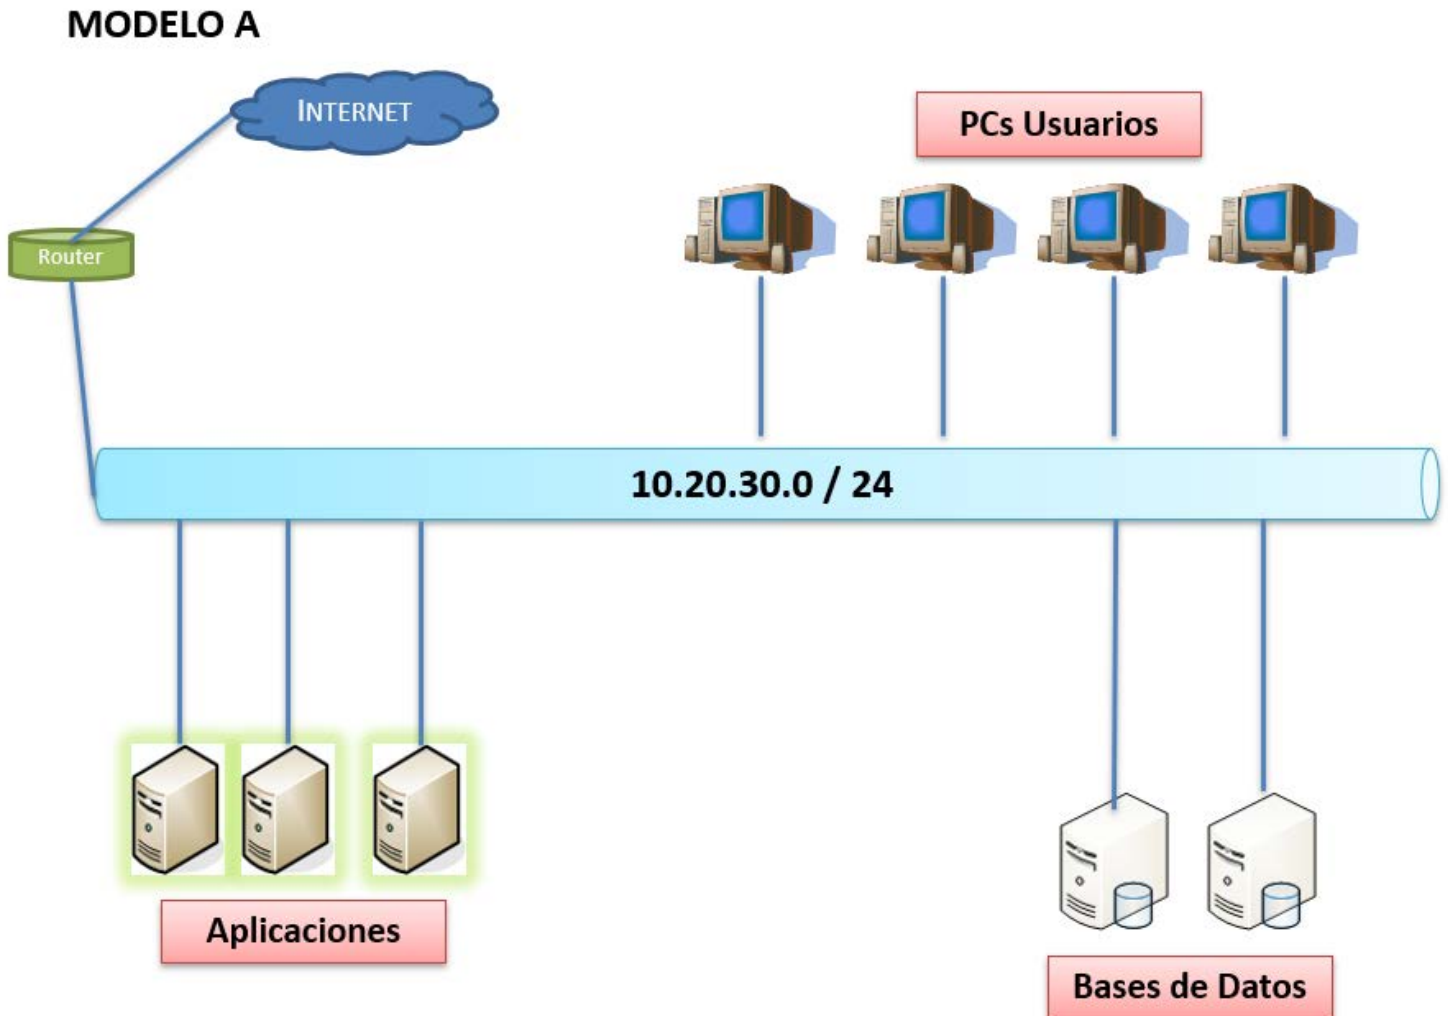 MODELO A
INTERNET
PCs Usuarios
Router
10.20.30.0 / 24
Aplicaciones
Bases de Datos